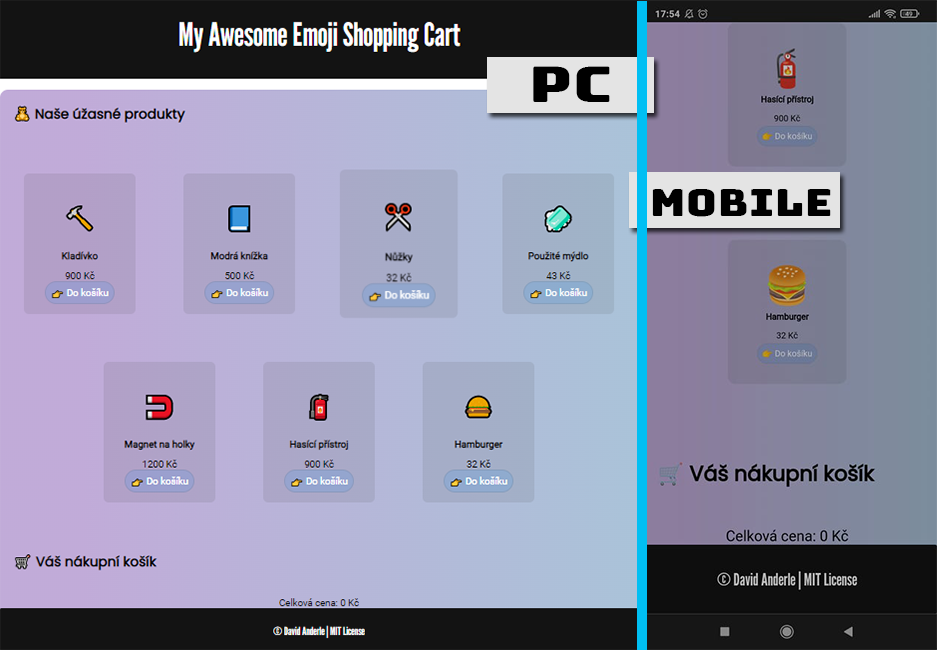 My Awesome Emoji Shopping Cart
PC
Naše úžasné produkty
Kladívko
900 Kč
Do košíku
Modrá knížka
500 Kč
Do košíku
Nůžky
32 Kč
Do košíku
Použité mýdlo
43 Kč
Do košíku
Magnet na holky
1200 Kč
Do košíku
Hasící přístroj
900 Kč
Do košíku
Hamburger
32 Kč
Do košíku
Váš nákupní košík
Celková cena: 0 Kč
© David Anderle | MIT License
17:54
49
Hasící přístroj
900 Kč
Do košíku
MOBILE
Hamburger
32 Kč
Do košíku
Váš nákupní košík
Celková cena: 0 Kč
© David Anderle | MIT License